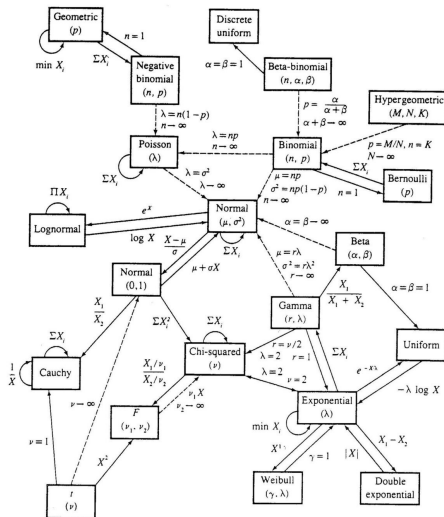 Geometric
(p)
n = 1
min X_i
ΣX_i
Negative
binomial
(n, p)
Discrete
uniform
α = β = 1
Beta-binomial
(n, α, β)
p = α/(α + β)
α + β → ∞
Hypergeometric
(M, N, K)
λ = n(1 - p)
n → ∞
λ = np
n → ∞
p = M/N, n = K
N → ∞
Poisson
(λ)
Binomial
(n, p)
ΣX_i
ΣX_i
Bernoulli
(p)
n = 1
λ = σ²
λ → ∞
μ = np
σ² = np(1 - p)
n → ∞
ΠX_i
e^x
Lognormal
log X
Normal
(μ, σ²)
ΣX_i
α = β → ∞
Beta
(α, β)
(X - μ)/σ
μ + σX
μ = rλ
σ² = rλ²
r → ∞
X_1/(X_1 + X_2)
α = β = 1
Normal
(0,1)
Gamma
(r, λ)
X_1/X_2
ΣX_i²
ΣX_i
Chi-squared
(ν)
r = ν/2
λ = 2
r = 1
ΣX_i
Uniform
ΣX_i
1/X
Cauchy
(X_1/ν_1)/(X_2/ν_2)
ν_1X
ν_2 → ∞
λ = 2
ν = 2
e^{-X/λ}
-λ log X
ν → ∞
F
(ν_1, ν_2)
min X_i
Exponential
(λ)
ν = 1
X²
γ = 1
|X|
X_1 - X_2
t
(ν)
Weibull
(γ, λ)
Double
exponential